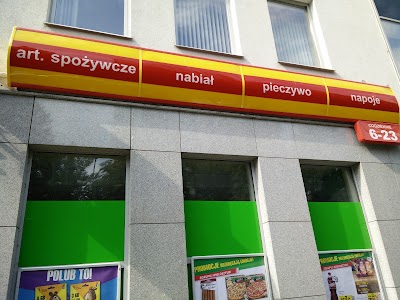 art. spożywcze
nabiał
pieczywo
napoje
codziennie
6-23
POLUB TO!
PROMOCJE
PROMOCJE